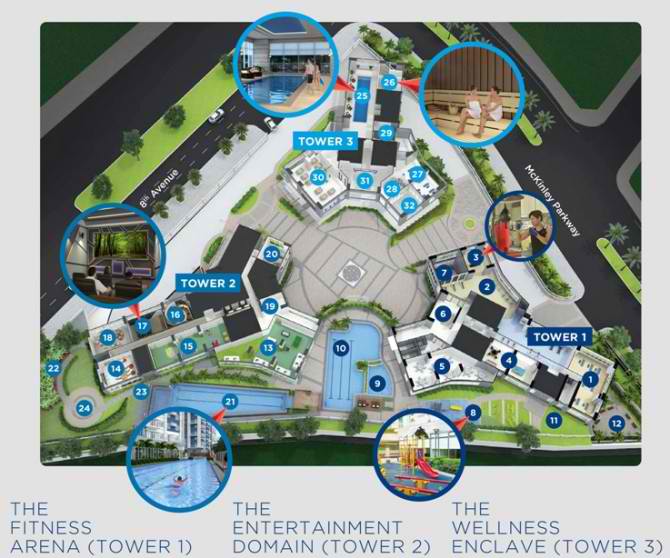 25
26
TOWER 3
29
30
31
28
27
32
8th Avenue
McKinley Parkway
TOWER 2
20
3
7
2
19
6
TOWER 1
18
17
16
15
13
14
10
5
4
1
9
22
24
23
21
8
11
12
THE
FITNESS
ARENA (TOWER 1)
THE
ENTERTAINMENT
DOMAIN (TOWER 2)
THE
WELLNESS
ENCLAVE (TOWER 3)